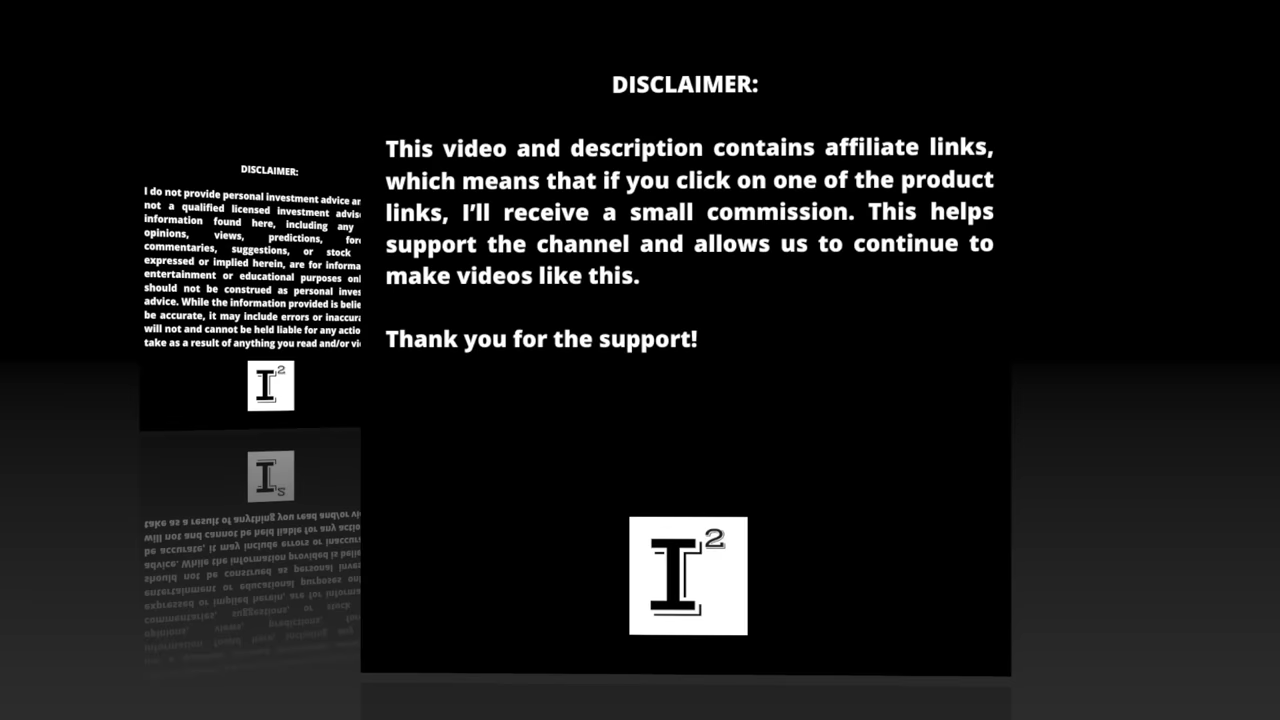 DISCLAIMER:
I do not provide personal investment advice
not a qualified licensed investment
information found here, including any
opinions, views, predictions,
commentaries, suggestions, or stock
expressed or implied herein, are for
entertainment or educational purposes
should not be construed as personal
advice. While the information provided is
be accurate, it may include errors or
will not and cannot be held liable for any
take as a result of anything you read and/or
I²
DISCLAIMER:
This video and description contains affiliate links,
which means that if you click on one of the product
links, I’ll receive a small commission. This helps
support the channel and allows us to continue to
make videos like this.
Thank you for the support!
I²